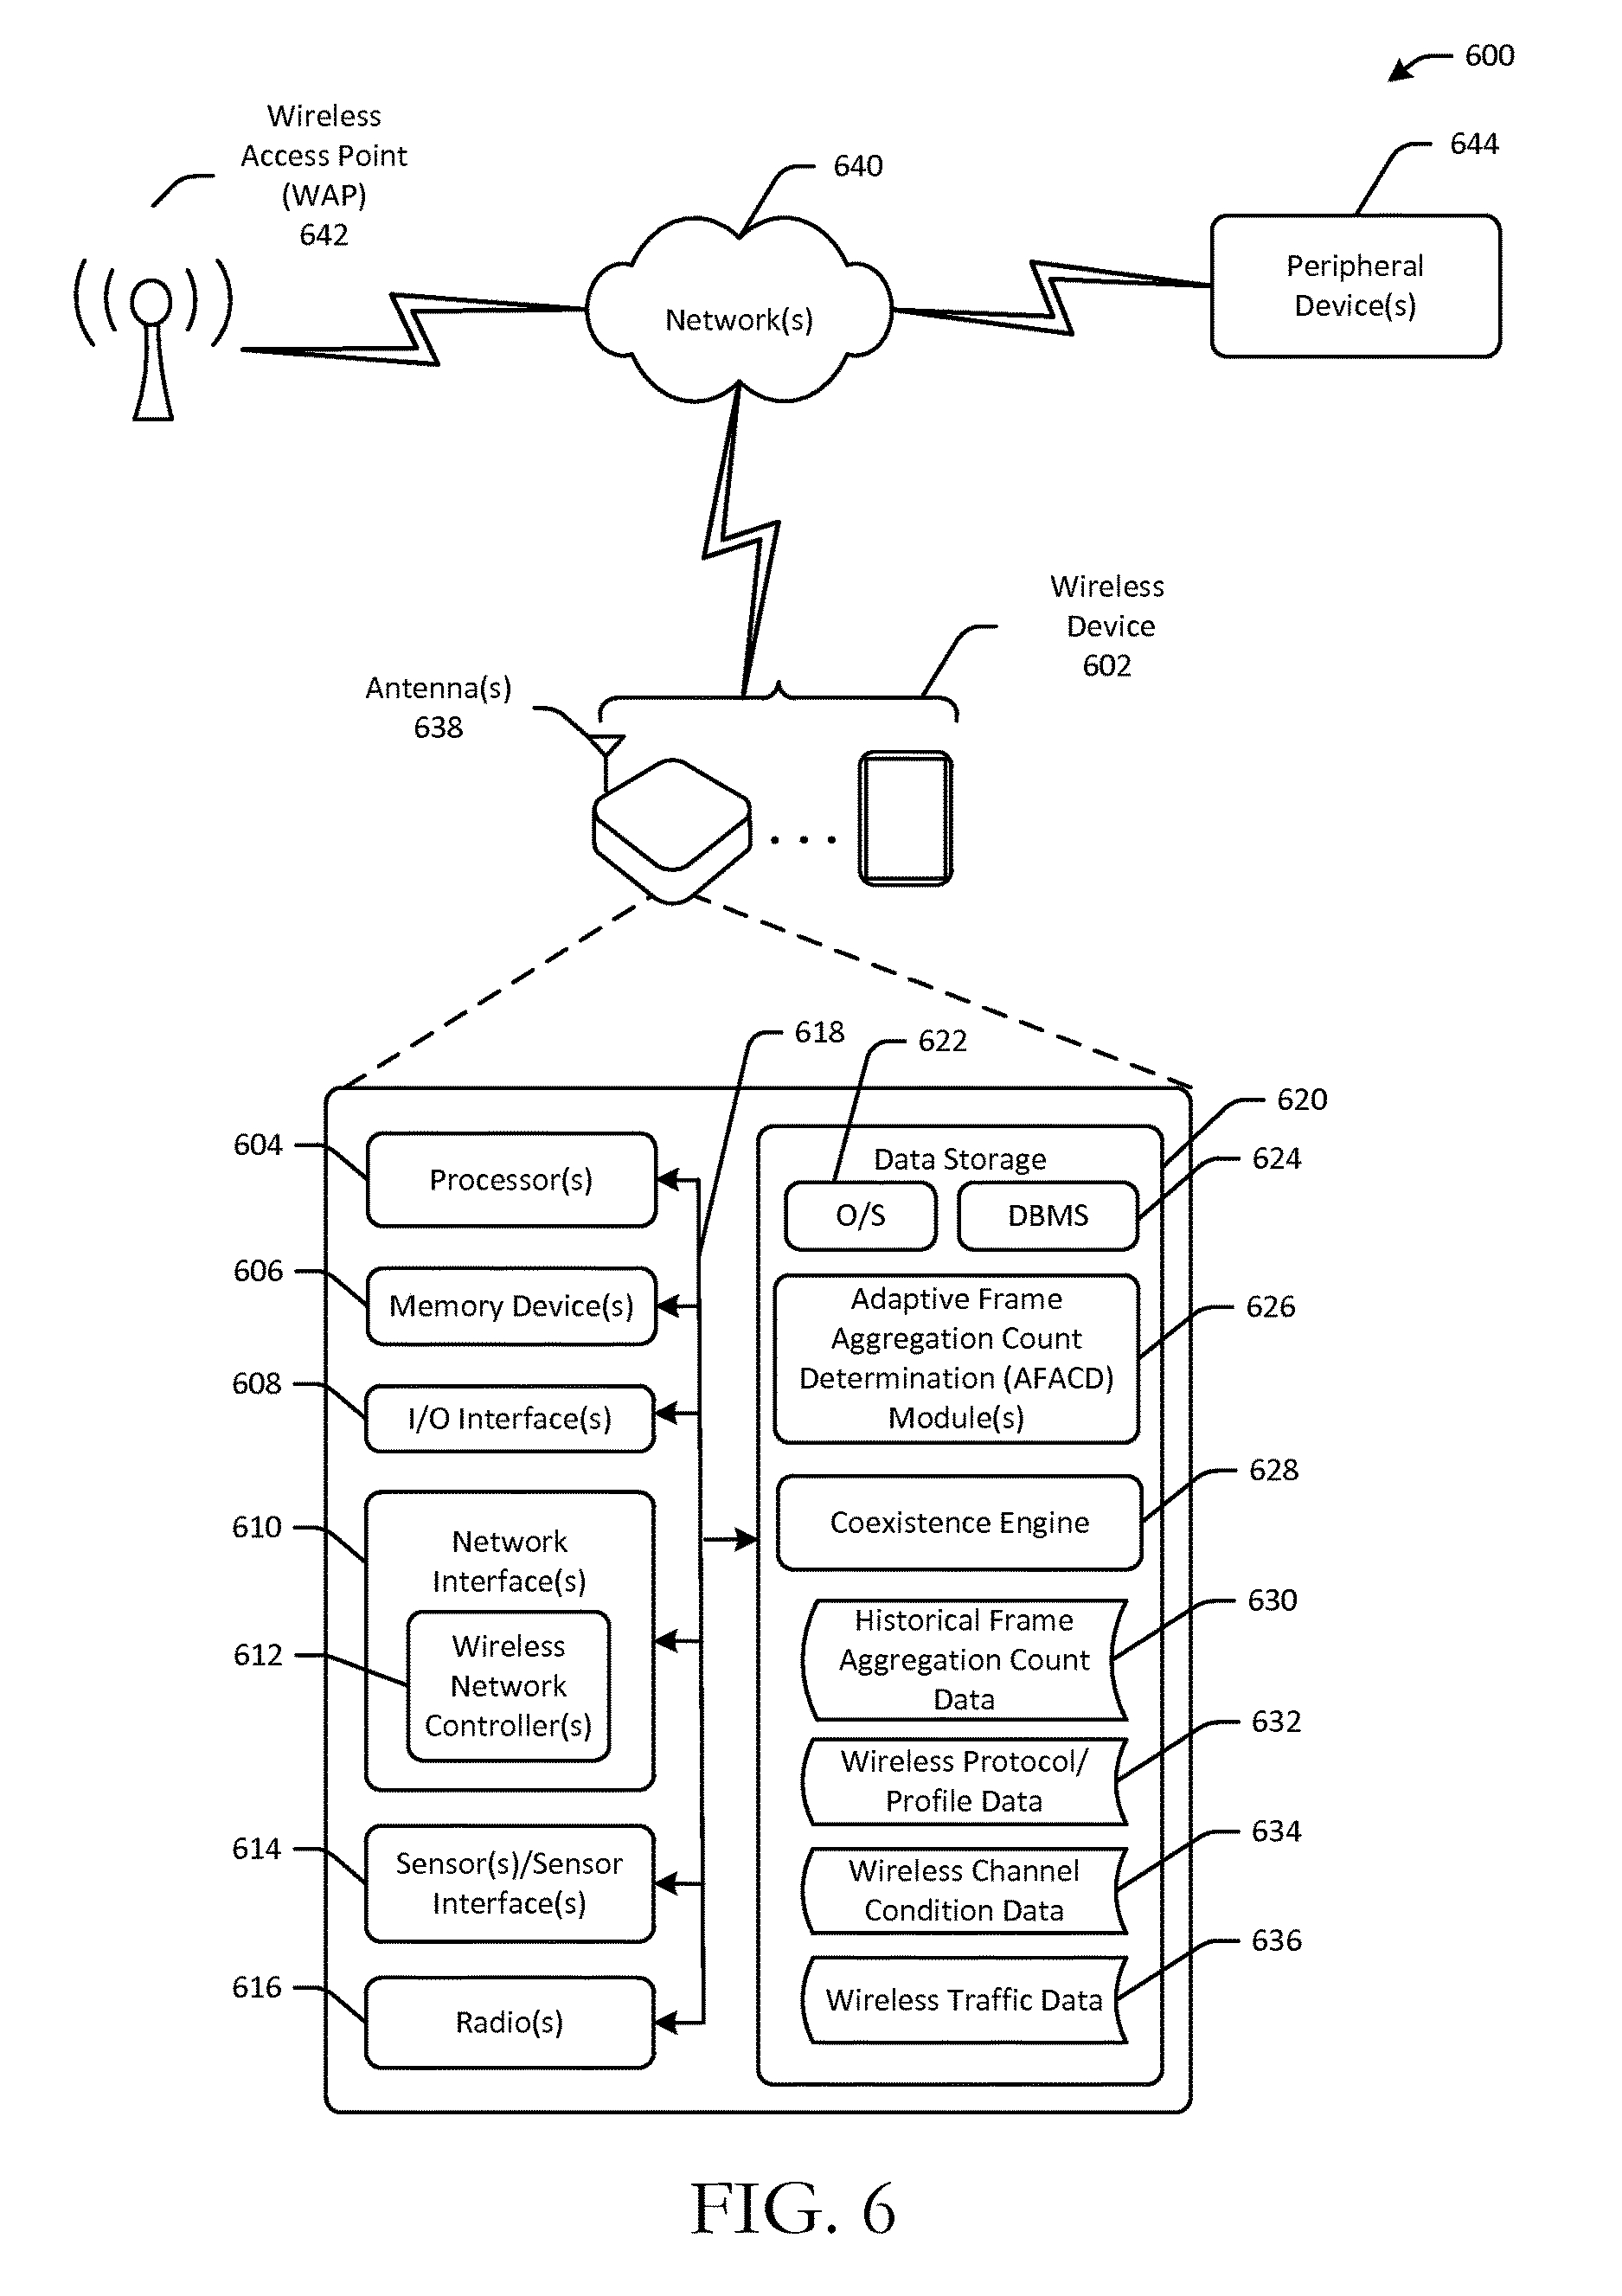 600
Wireless
Access Point
(WAP)
642
640
644
Network(s)
Peripheral
Device(s)
Wireless
Device
602
Antenna(s)
638
618
622
620
604
Processor(s)
Data Storage
624
O/S
DBMS
606
Memory Device(s)
Adaptive Frame
Aggregation Count
Determination (AFACD)
Module(s)
626
608
I/O Interface(s)
628
Coexistence Engine
610
Network
Interface(s)
612
Wireless
Network
Controller(s)
630
Historical Frame
Aggregation Count
Data
632
Wireless Protocol/
Profile Data
634
Wireless Channel
Condition Data
614
Sensor(s)/Sensor
Interface(s)
636
Wireless Traffic Data
616
Radio(s)
FIG. 6